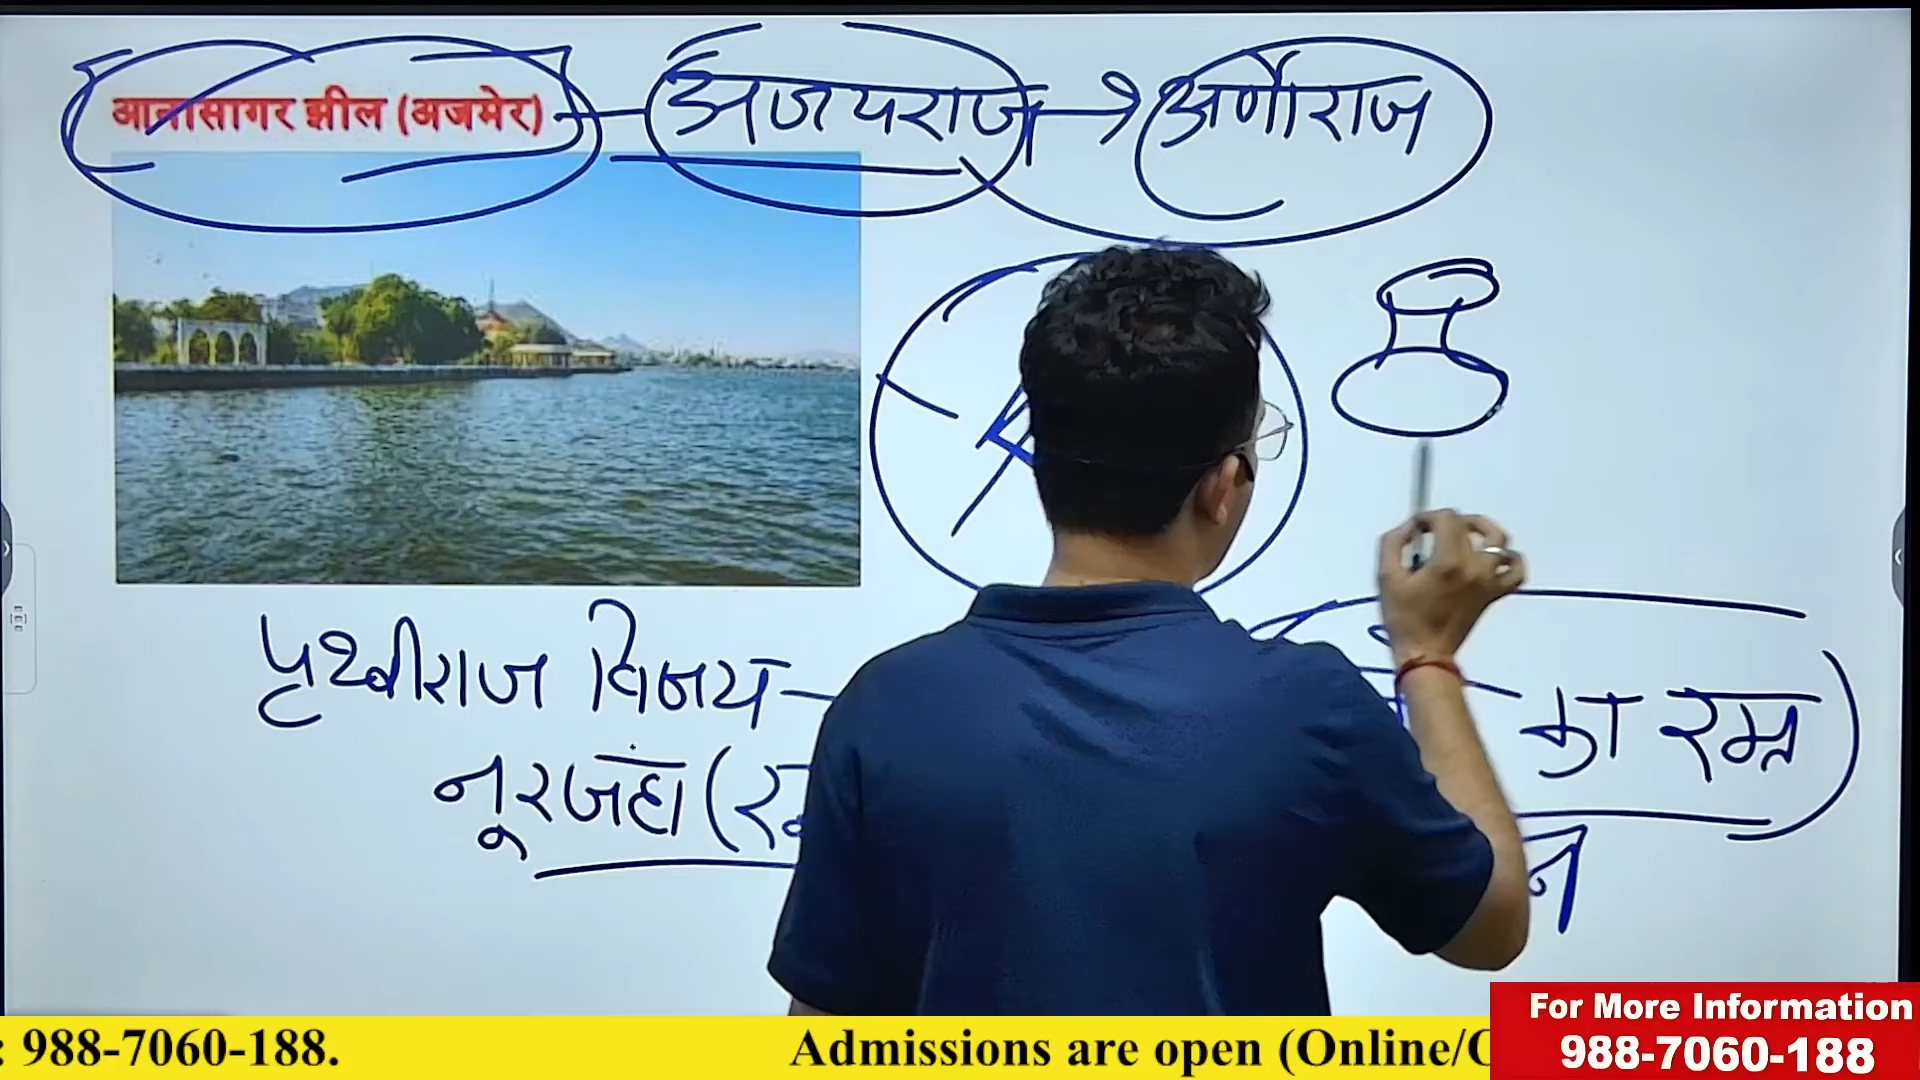 आनासागर झील (अजमेर) — अजयराज → अर्णोराज
पृथ्वीराज विजय —
का रम्न
नूरजहा (
: 988-7060-188.
Admissions are open (Online/
For More Information
988-7060-188